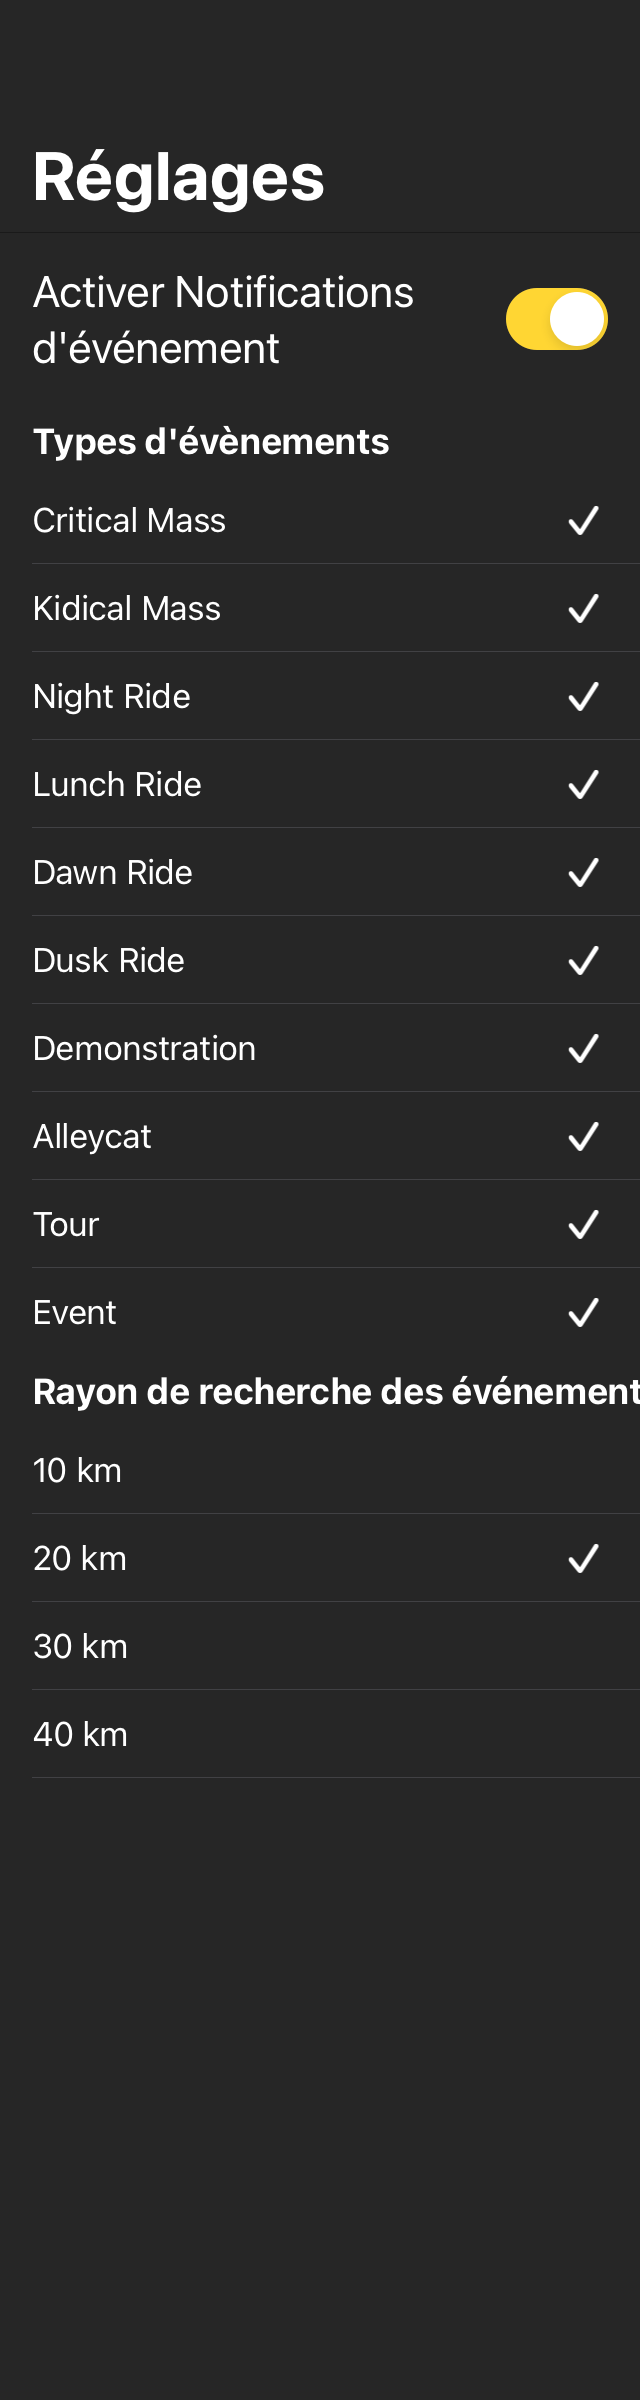 Réglages
Activer Notifications
d'événement
Types d'évènements
Critical Mass
Kidical Mass
Night Ride
Lunch Ride
Dawn Ride
Dusk Ride
Demonstration
Alleycat
Tour
Event
Rayon de recherche des événement
10 km
20 km
30 km
40 km